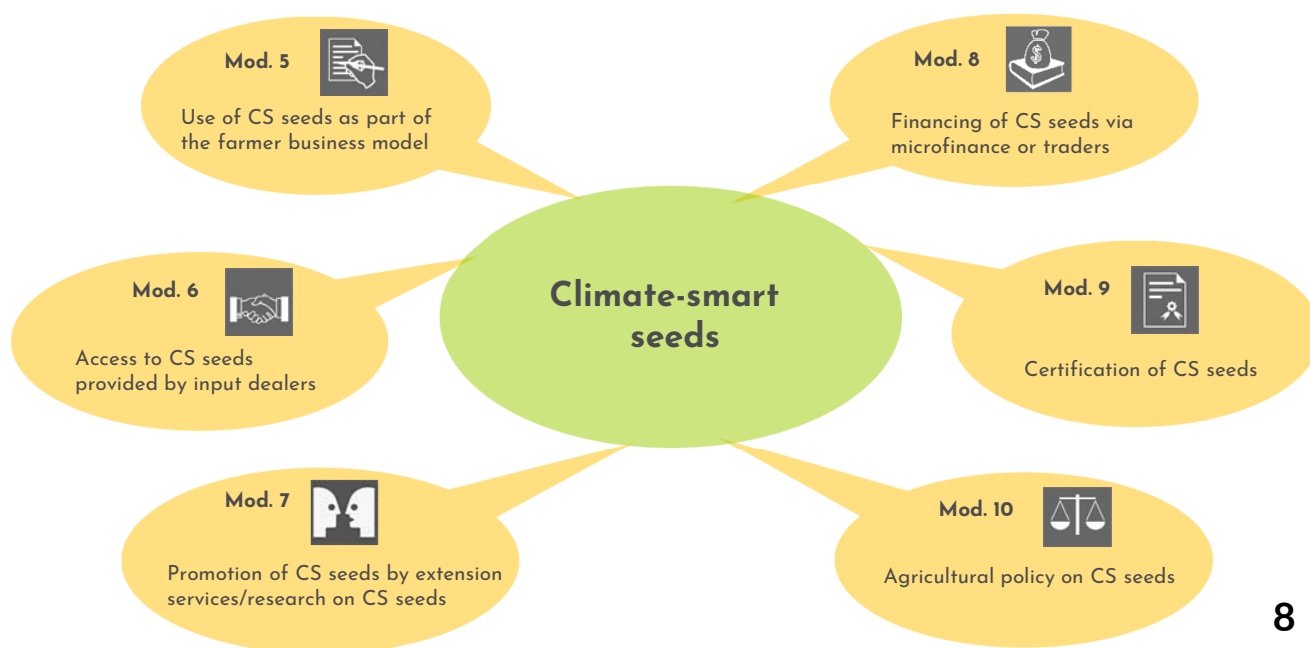 Mod. 5
Use of CS seeds as part of
the farmer business model
Mod. 8
Financing of CS seeds via
microfinance or traders
Mod. 6
Access to CS seeds
provided by input dealers
Climate-smart
seeds
Mod. 9
Certification of CS seeds
Mod. 7
Promotion of CS seeds by extension
services/research on CS seeds
Mod. 10
Agricultural policy on CS seeds
8